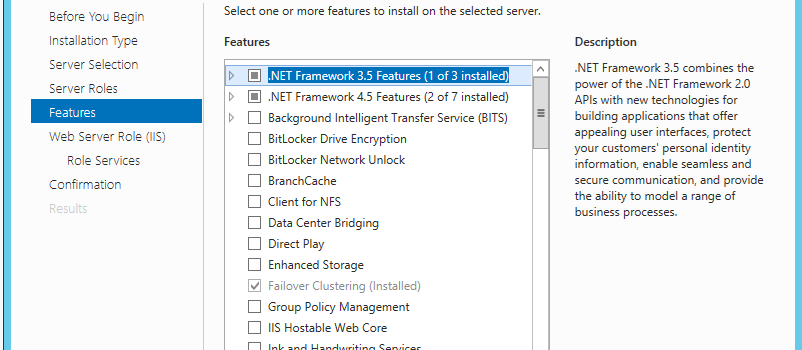 Before You Begin
Installation Type
Server Selection
Server Roles
Features
Web Server Role (IIS)
Role Services
Confirmation
Results
Select one or more features to install on the selected server.
Features
.NET Framework 3.5 Features (1 of 3 installed)
.NET Framework 4.5 Features (2 of 7 installed)
Background Intelligent Transfer Service (BITS)
BitLocker Drive Encryption
BitLocker Network Unlock
BranchCache
Client for NFS
Data Center Bridging
Direct Play
Enhanced Storage
Failover Clustering (Installed)
Group Policy Management
IIS Hostable Web Core
Ink and Handwriting Services
Description
.NET Framework 3.5 combines the
power of the .NET Framework 2.0
APIs with new technologies for
building applications that offer
appealing user interfaces, protect
your customers' personal identity
information, enable seamless and
secure communication, and provide
the ability to model a range of
business processes.